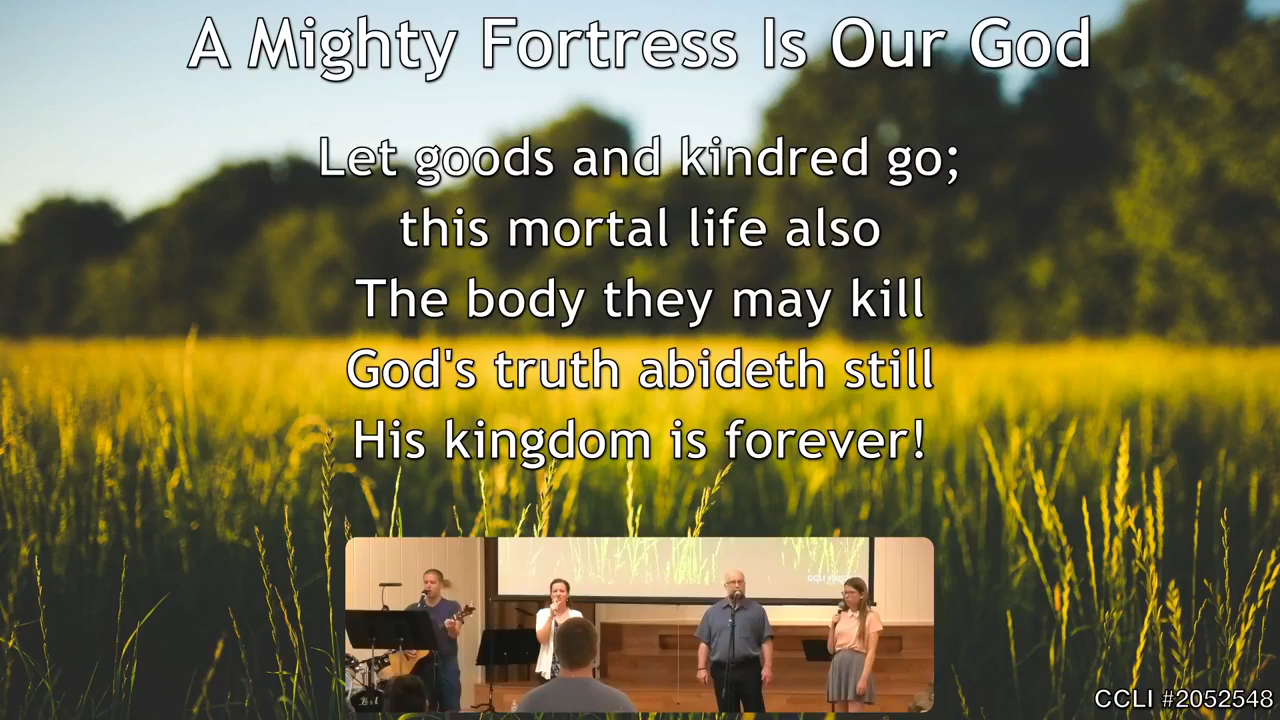 A Mighty Fortress Is Our God
Let goods and kindred go;
this mortal life also
The body they may kill
God's truth abideth still
His kingdom is forever!
CCLI #2052548